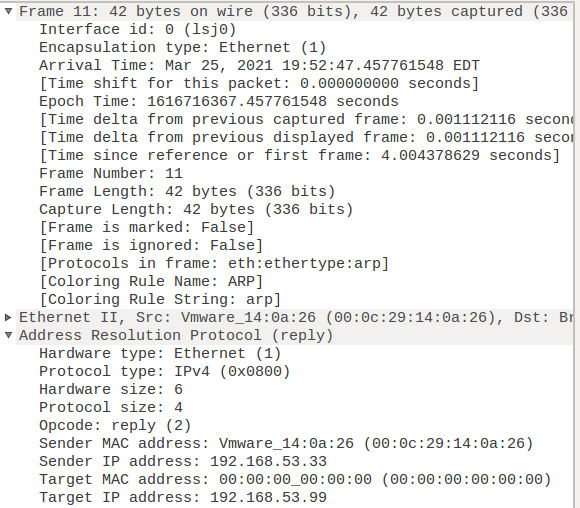 Frame 11: 42 bytes on wire (336 bits), 42 bytes captured (336
Interface id: 0 (lsj0)
Encapsulation type: Ethernet (1)
Arrival Time: Mar 25, 2021 19:52:47.457761548 EDT
[Time shift for this packet: 0.000000000 seconds]
Epoch Time: 1616716367.457761548 seconds
[Time delta from previous captured frame: 0.001112116 secon
[Time delta from previous displayed frame: 0.001112116 seco
[Time since reference or first frame: 4.004378629 seconds]
Frame Number: 11
Frame Length: 42 bytes (336 bits)
Capture Length: 42 bytes (336 bits)
[Frame is marked: False]
[Frame is ignored: False]
[Protocols in frame: eth:ethertype:arp]
[Coloring Rule Name: ARP]
[Coloring Rule String: arp]
Ethernet II, Src: Vmware_14:0a:26 (00:0c:29:14:0a:26), Dst: Br
Address Resolution Protocol (reply)
Hardware type: Ethernet (1)
Protocol type: IPv4 (0x0800)
Hardware size: 6
Protocol size: 4
Opcode: reply (2)
Sender MAC address: Vmware_14:0a:26 (00:0c:29:14:0a:26)
Sender IP address: 192.168.53.33
Target MAC address: 00:00:00_00:00:00 (00:00:00:00:00:00)
Target IP address: 192.168.53.99